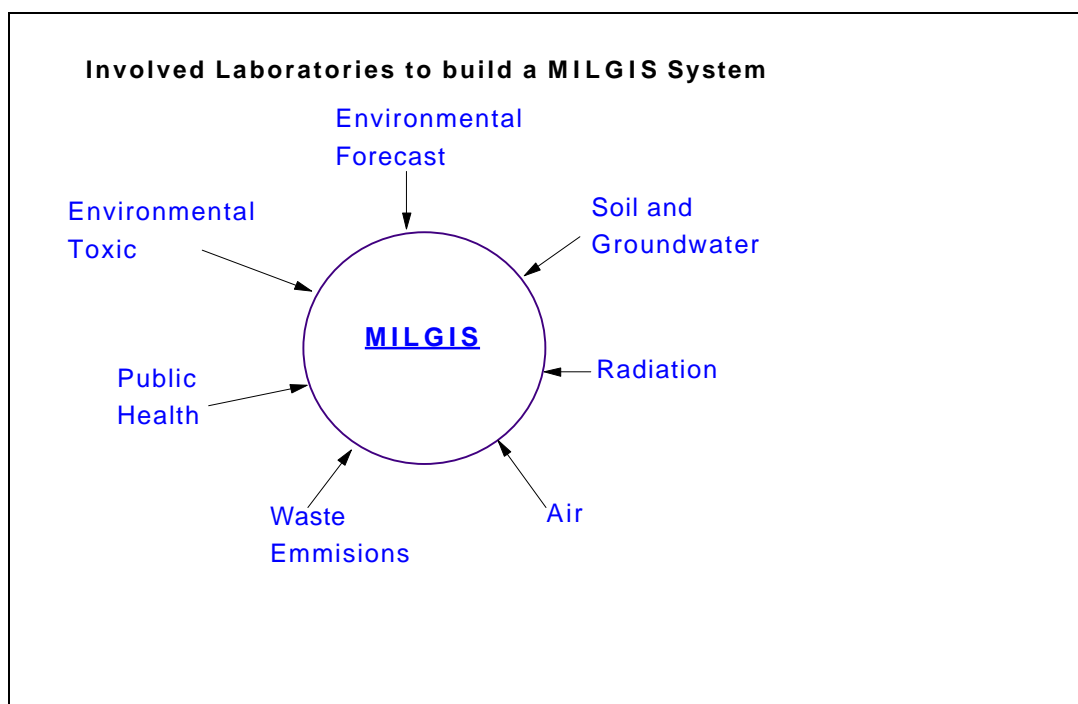 Involved Laboratories to build a MILGIS System
Environmental
Forecast
Environmental
Toxic
Soil and
Groundwater
MILGIS
Radiation
Public
Health
Waste
Emmisions
Air